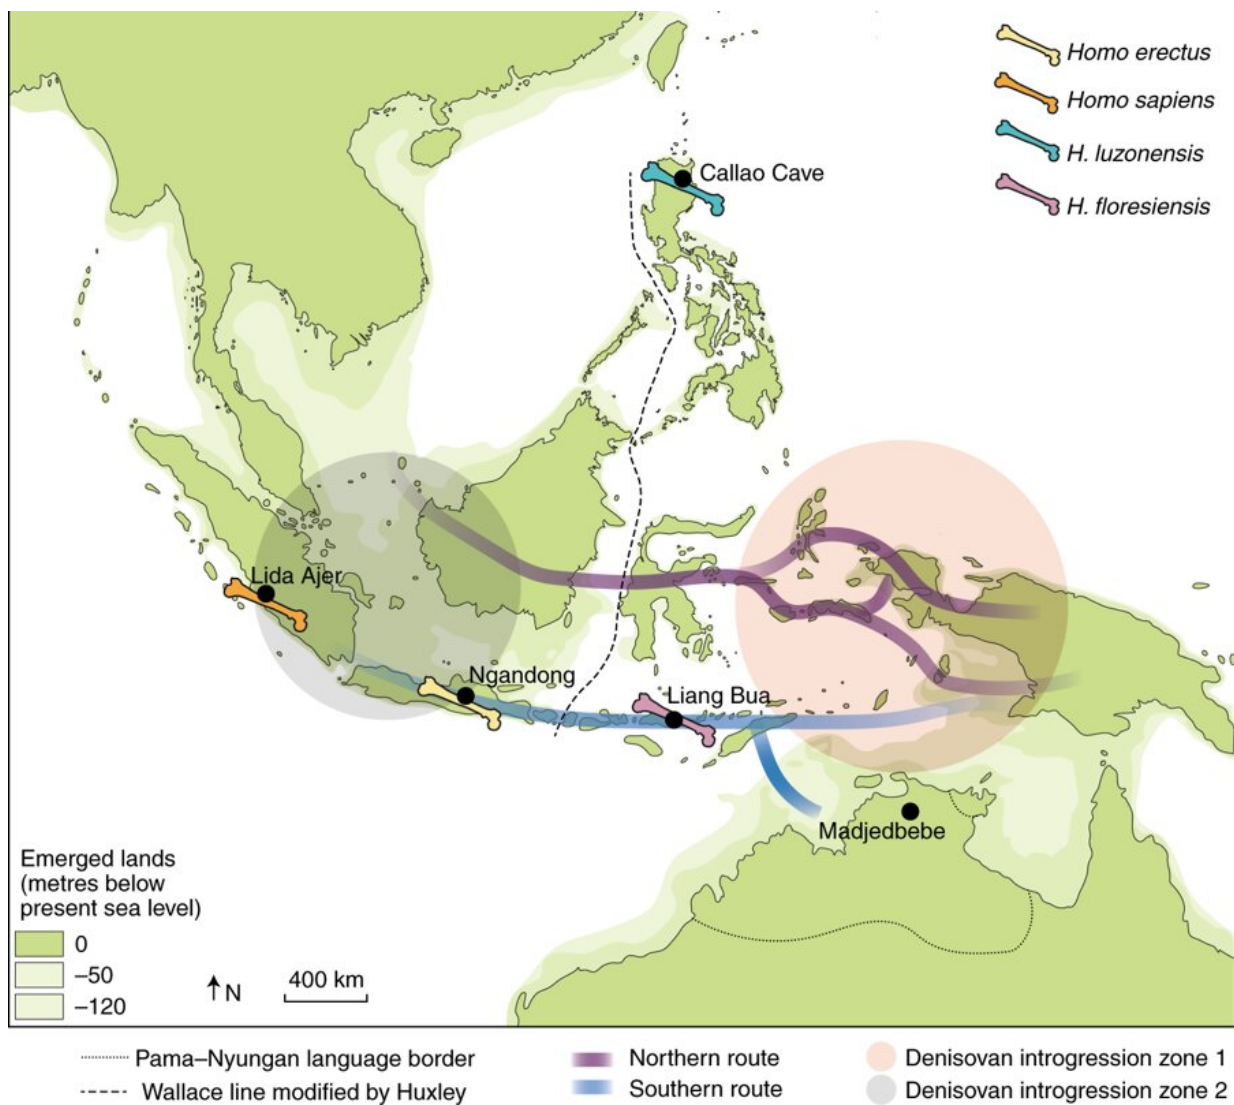 Homo erectus
Homo sapiens
H. luzonensis
H. floresiensis
Callao Cave
Lida Ajer
Ngandong
Liang Bua
Madjedbebe
Emerged lands
(metres below
present sea level)
0
–50
–120
N
400 km
Pama–Nyungan language border
Wallace line modified by Huxley
Northern route
Southern route
Denisovan introgression zone 1
Denisovan introgression zone 2